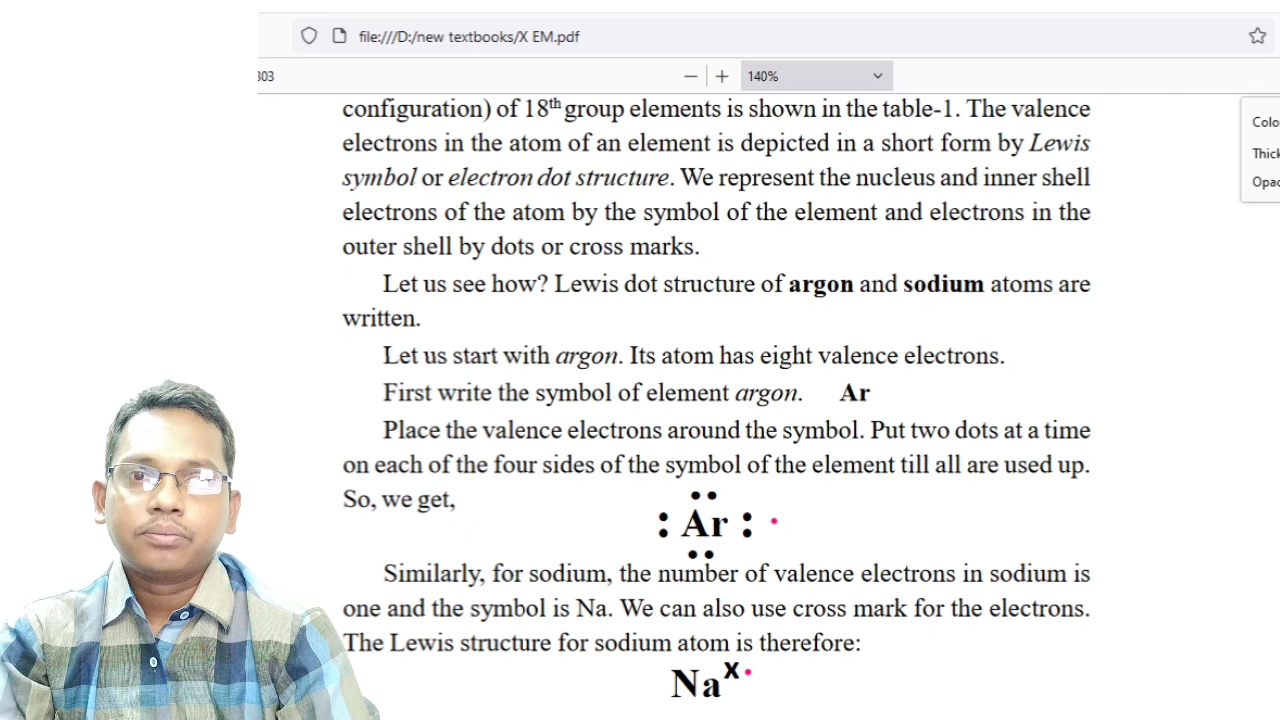 file:///D:/new textbooks/X EM.pdf
303
140%
configuration) of 18th group elements is shown in the table-1. The valence
electrons in the atom of an element is depicted in a short form by Lewis
symbol or electron dot structure. We represent the nucleus and inner shell
electrons of the atom by the symbol of the element and electrons in the
outer shell by dots or cross marks.
Let us see how? Lewis dot structure of argon and sodium atoms are
written.
Let us start with argon. Its atom has eight valence electrons.
First write the symbol of element argon. Ar
Place the valence electrons around the symbol. Put two dots at a time
on each of the four sides of the symbol of the element till all are used up.
So, we get,
: Ar :
Similarly, for sodium, the number of valence electrons in sodium is
one and the symbol is Na. We can also use cross mark for the electrons.
The Lewis structure for sodium atom is therefore:
Na x
Colo
Thick
Opac